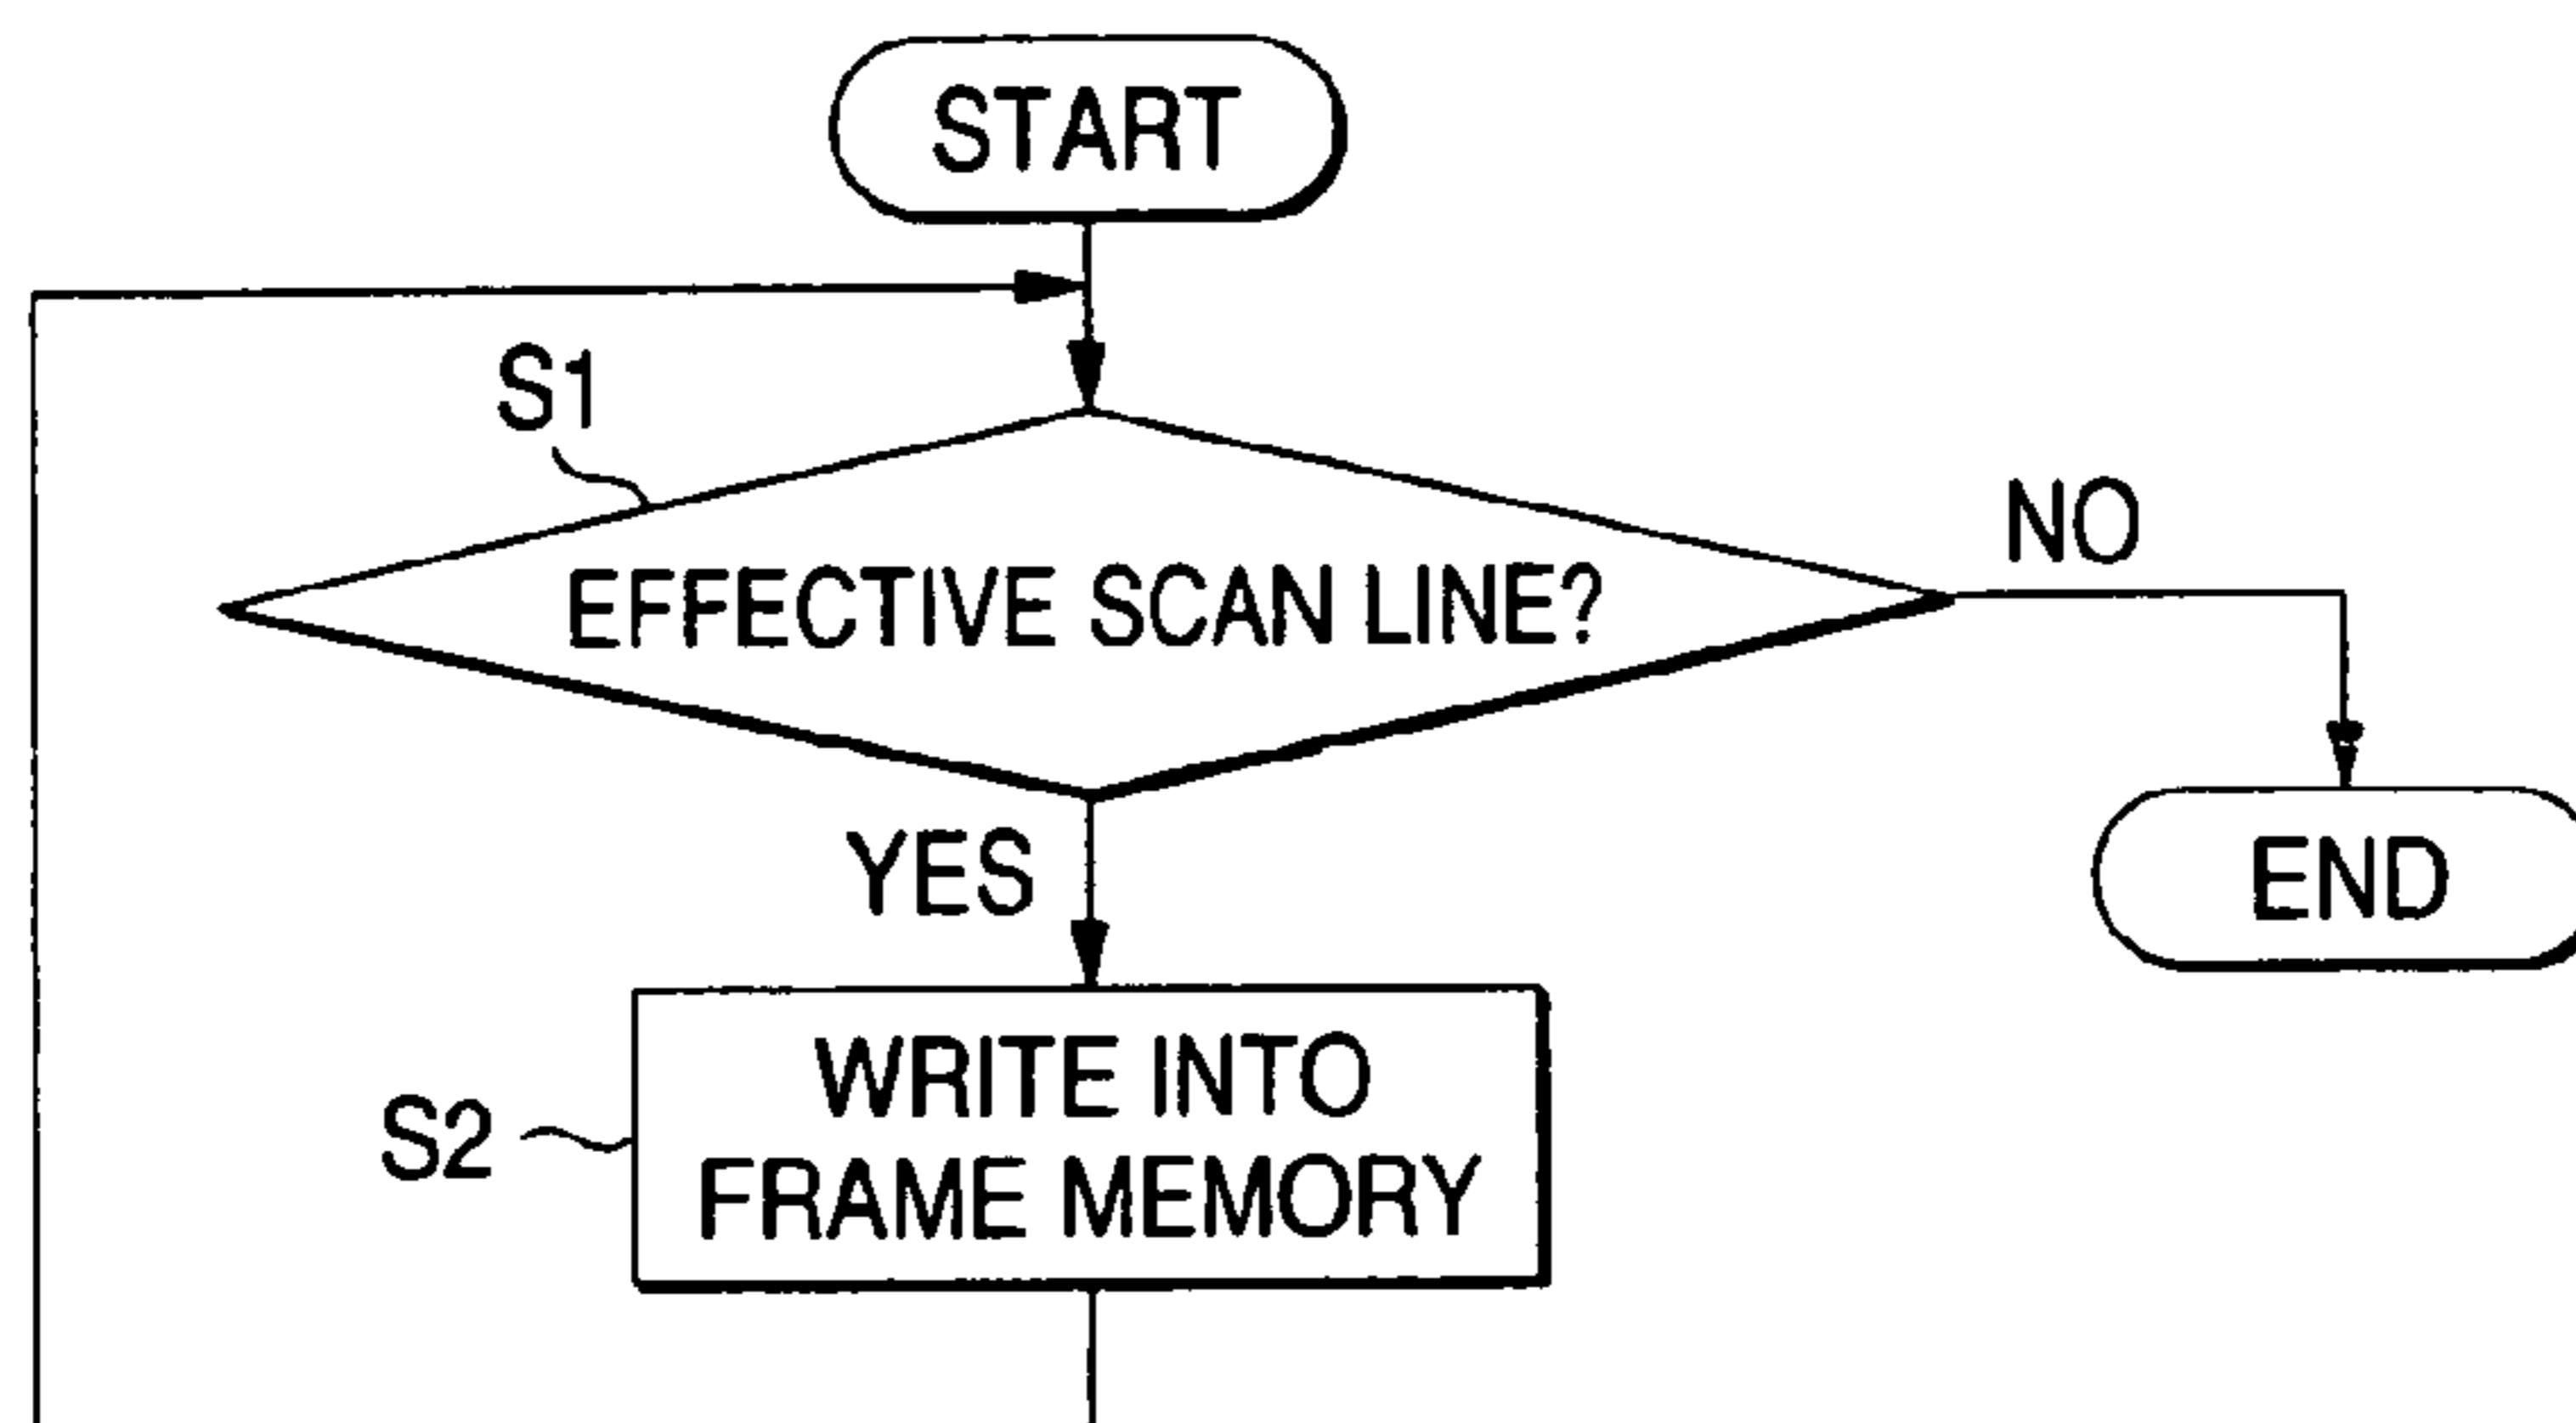 START
S1
EFFECTIVE SCAN LINE?
NO
YES
END
WRITE INTO
FRAME MEMORY
S2